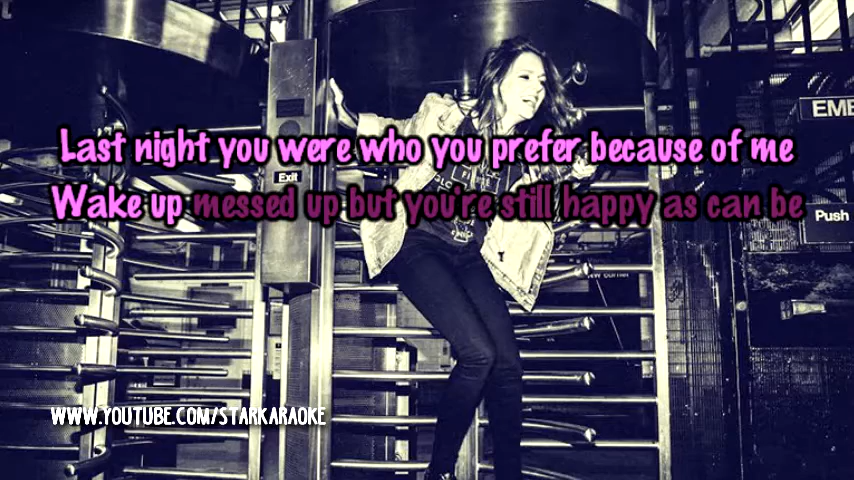 Last night you were who you prefer because of me
Wake up messed up but you're still happy as can be
Exit
Push
WWW.YOUTUBE.COM/STARKARAOKE